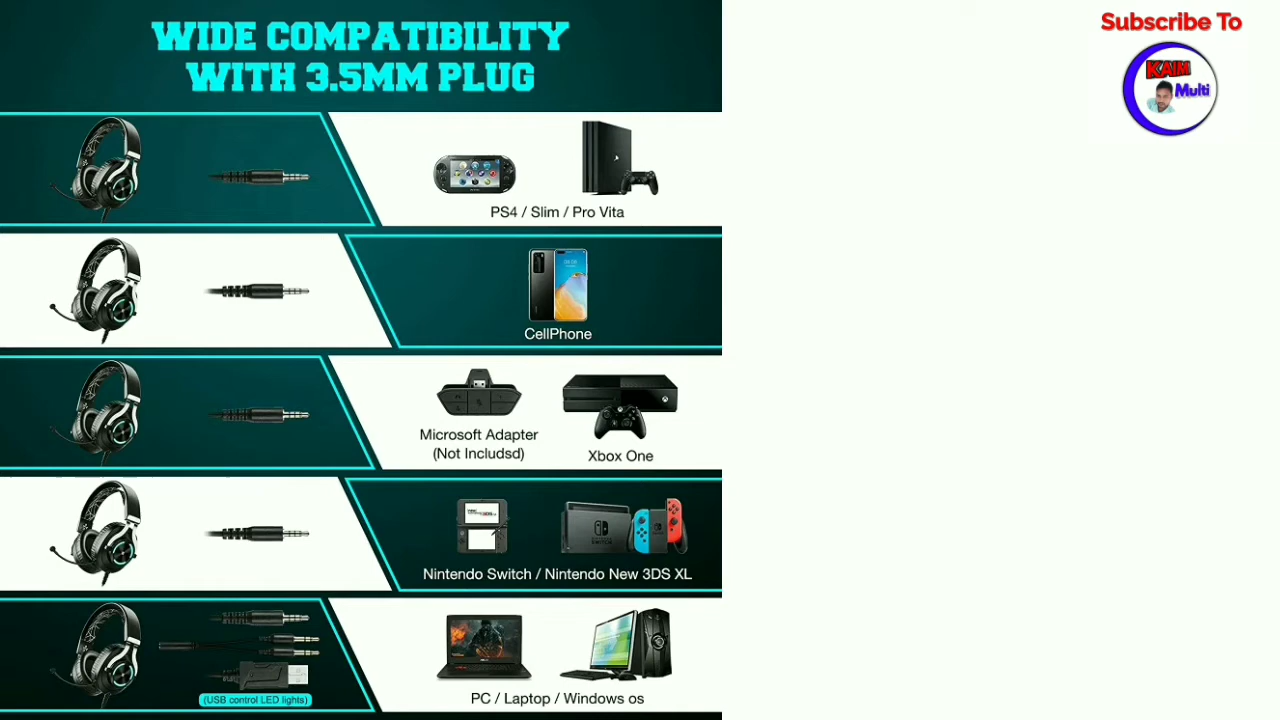 WIDE COMPATIBILITY
WITH 3.5MM PLUG
Subscribe To
KAIM
Multi
PS4 / Slim / Pro Vita
CellPhone
Microsoft Adapter
(Not Includsd)
Xbox One
Nintendo Switch / Nintendo New 3DS XL
(USB control LED lights)
PC / Laptop / Windows os